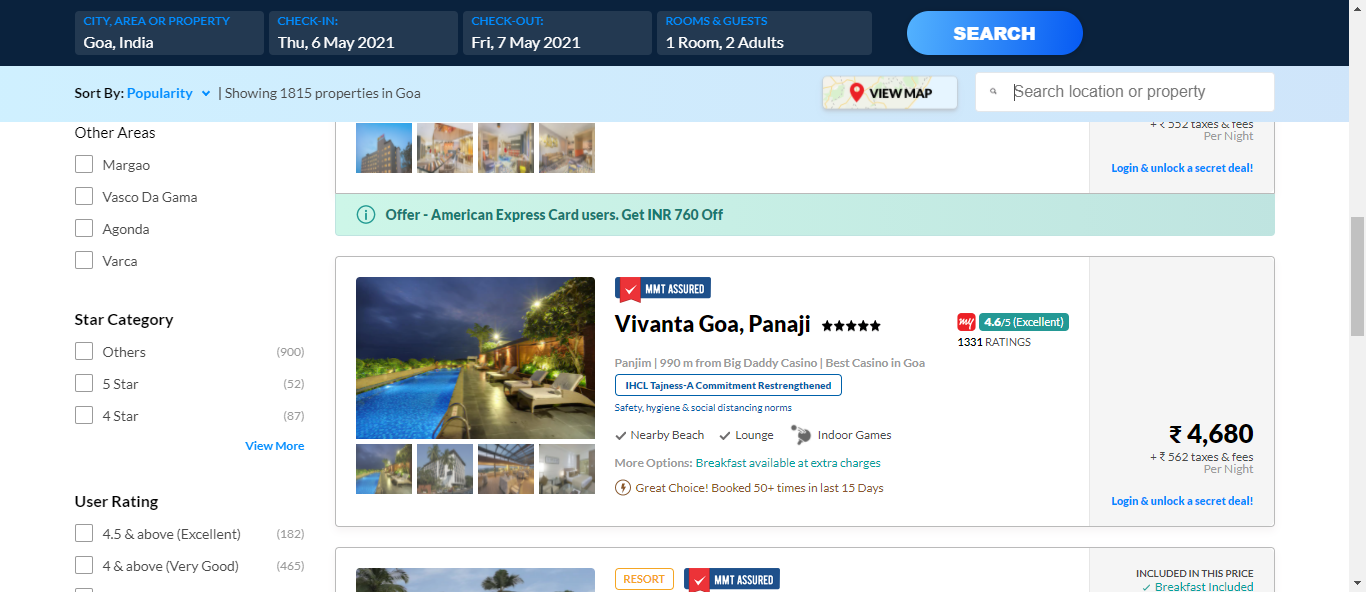 CITY, AREA OR PROPERTY
Goa, India
CHECK-IN:
Thu, 6 May 2021
CHECK-OUT:
Fri, 7 May 2021
ROOMS & GUESTS
1 Room, 2 Adults
SEARCH
Sort By: Popularity | Showing 1815 properties in Goa
VIEW MAP
Search location or property
Other Areas
Margao
Vasco Da Gama
Agonda
Varca
Star Category
Others (900)
5 Star (52)
4 Star (87)
View More
User Rating
4.5 & above (Excellent) (182)
4 & above (Very Good) (465)
+ ₹ 552 taxes & fees
Per Night
Login & unlock a secret deal!
Offer - American Express Card users. Get INR 760 Off
MMT ASSURED
Vivanta Goa, Panaji ★★★★★
my 4.6/5 (Excellent)
1331 RATINGS
Panjim | 990 m from Big Daddy Casino | Best Casino in Goa
IHCL Tajness-A Commitment Restrengthened
Safety, hygiene & social distancing norms
Nearby Beach Lounge Indoor Games
More Options: Breakfast available at extra charges
Great Choice! Booked 50+ times in last 15 Days
₹ 4,680
+ ₹ 562 taxes & fees
Per Night
Login & unlock a secret deal!
RESORT MMT ASSURED
INCLUDED IN THIS PRICE
Breakfast Included